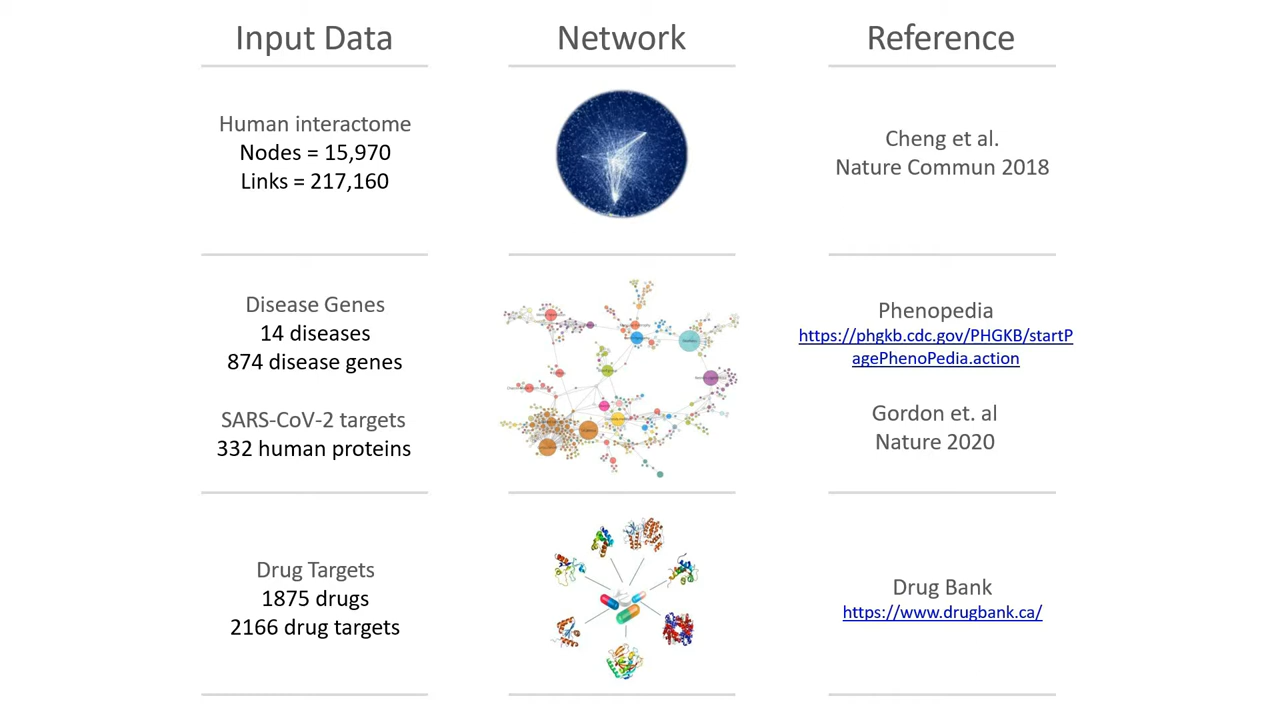 Input Data
Network
Reference
Human interactome
Nodes = 15,970
Links = 217,160
Cheng et al.
Nature Commun 2018
Disease Genes
14 diseases
874 disease genes
SARS-CoV-2 targets
332 human proteins
Phenopedia
https://phgkb.cdc.gov/PHGKB/startP
agePhenoPedia.action
Gordon et. al
Nature 2020
Drug Targets
1875 drugs
2166 drug targets
Drug Bank
https://www.drugbank.ca/